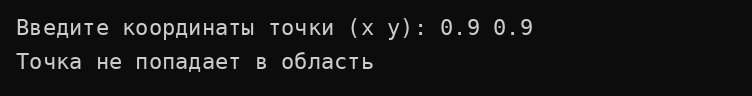 Введите координаты точки (x y): 0.9 0.9
Точка не попадает в область